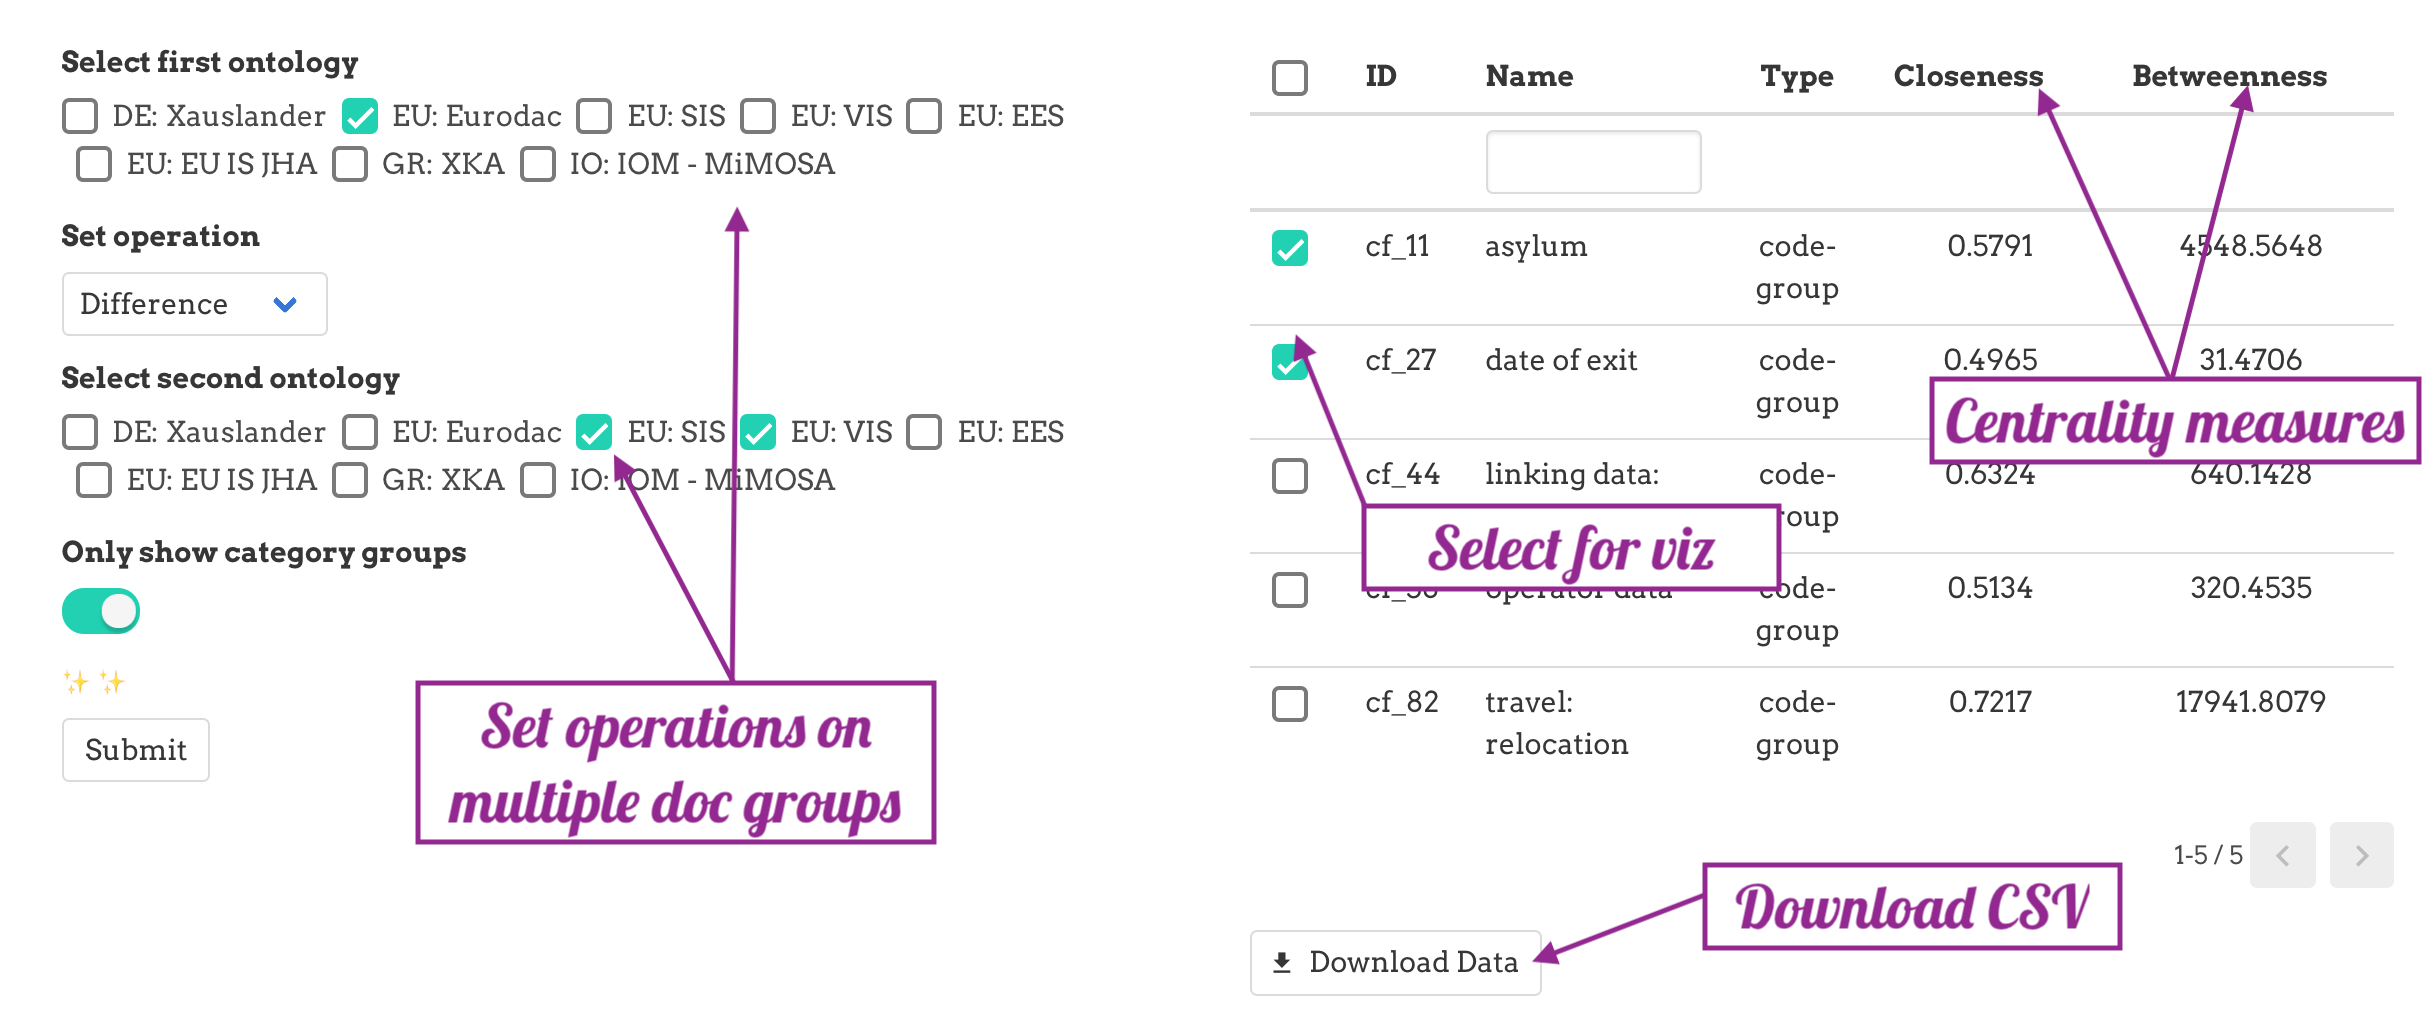 Select first ontology
DE: Xauslander EU: Eurodac EU: SIS EU: VIS EU: EES
EU: EU IS JHA GR: XKA IO: IOM - MiMOSA
Set operation
Difference
Select second ontology
DE: Xauslander EU: Eurodac EU: SIS EU: VIS EU: EES
EU: EU IS JHA GR: XKA IO: IOM - MiMOSA
Only show category groups
Submit
Set operations on
multiple doc groups
ID Name Type Closeness Betweenness
cf_11 asylum code- 0.5791 4548.5648
group
cf_27 date of exit code- 0.4965 31.4706
group
Centrality measures
cf_44 linking data: code- 0.6324 640.1428
Select for viz
operator data code- 0.5134 320.4535
group
cf_82 travel: code- 0.7217 17941.8079
relocation group
1-5 / 5
Download CSV
Download Data